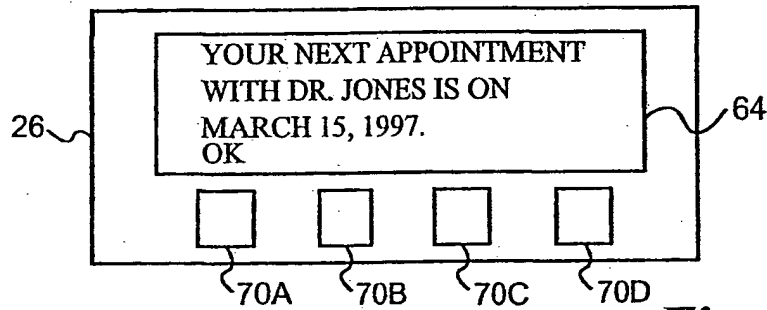 YOUR NEXT APPOINTMENT
WITH DR. JONES IS ON
MARCH 15, 1997.
OK
26
64
70A 70B 70C 70D